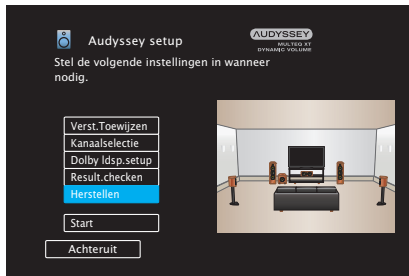 Audyssey setup
AUDYSSEY
MULTEQ XT
DYNAMIC VOLUME
Stel de volgende instellingen in wanneer
nodig.
Verst.Toewijzen
Kanaalselectie
Dolby ldsp.setup
Result.checken
Herstellen
Start
Achteruit